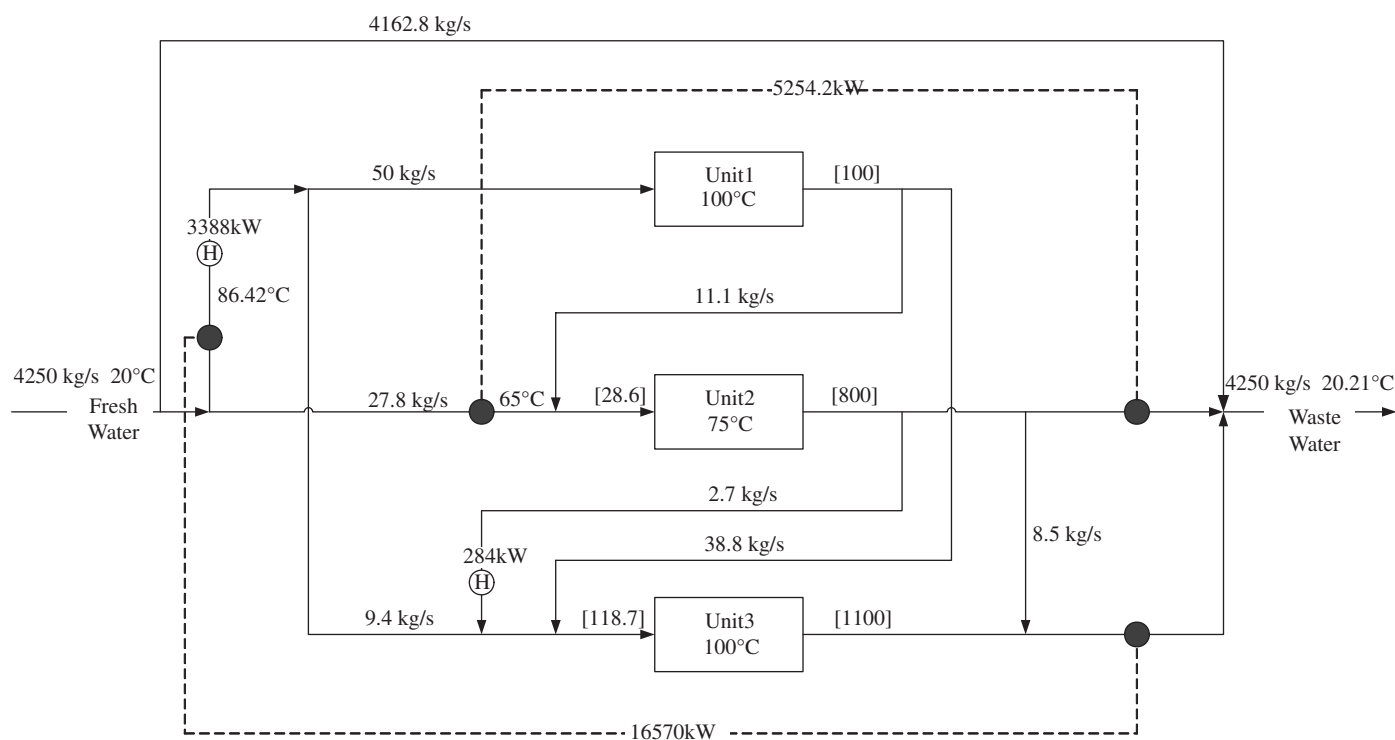 4162.8 kg/s
5254.2kW
50 kg/s
Unit1
100°C
[100]
3388kW
H
86.42°C
11.1 kg/s
4250 kg/s 20°C
Fresh
Water
27.8 kg/s
65°C
[28.6]
Unit2
75°C
[800]
4250 kg/s 20.21°C
Waste
Water
2.7 kg/s
8.5 kg/s
38.8 kg/s
284kW
H
9.4 kg/s
[118.7]
Unit3
100°C
[1100]
16570kW